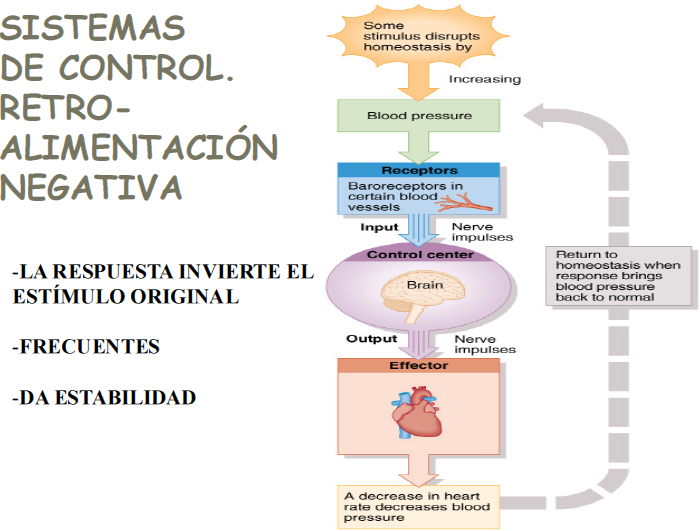 SISTEMAS
DE CONTROL.
RETRO-
ALIMENTACIÓN
NEGATIVA
-LA RESPUESTA INVIERTE EL
ESTÍMULO ORIGINAL
-FRECUENTES
-DA ESTABILIDAD
Some
stimulus disrupts
homeostasis by
Increasing
Blood pressure
Receptors
Baroreceptors in
certain blood
vessels
Input
Nerve
impulses
Control center
Brain
Output
Nerve
impulses
Effector
A decrease in heart
rate decreases blood
pressure
Return to
homeostasis when
response brings
blood pressure
back to normal